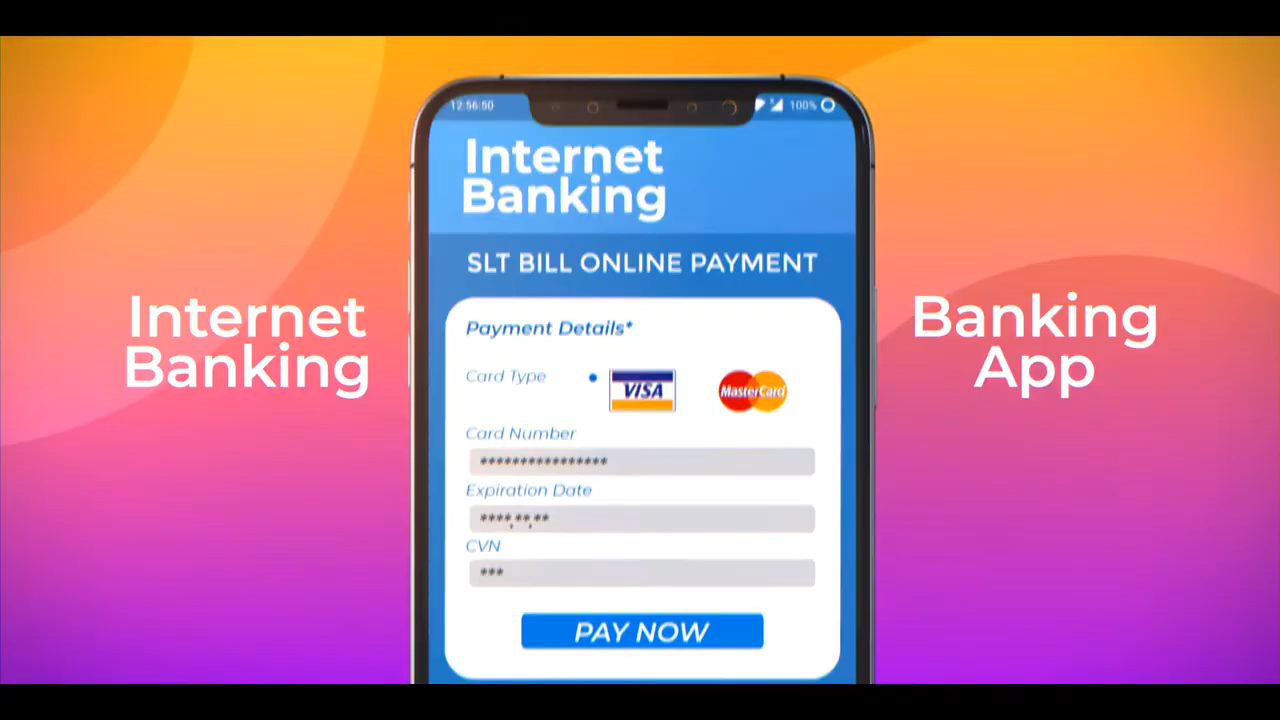 12:56:50
100%
Internet
Banking
SLT BILL ONLINE PAYMENT
Payment Details*
Card Type
VISA
MasterCard
Card Number
****************
Expiration Date
****,**,**
CVN
***
PAY NOW
Internet
Banking
Banking
App